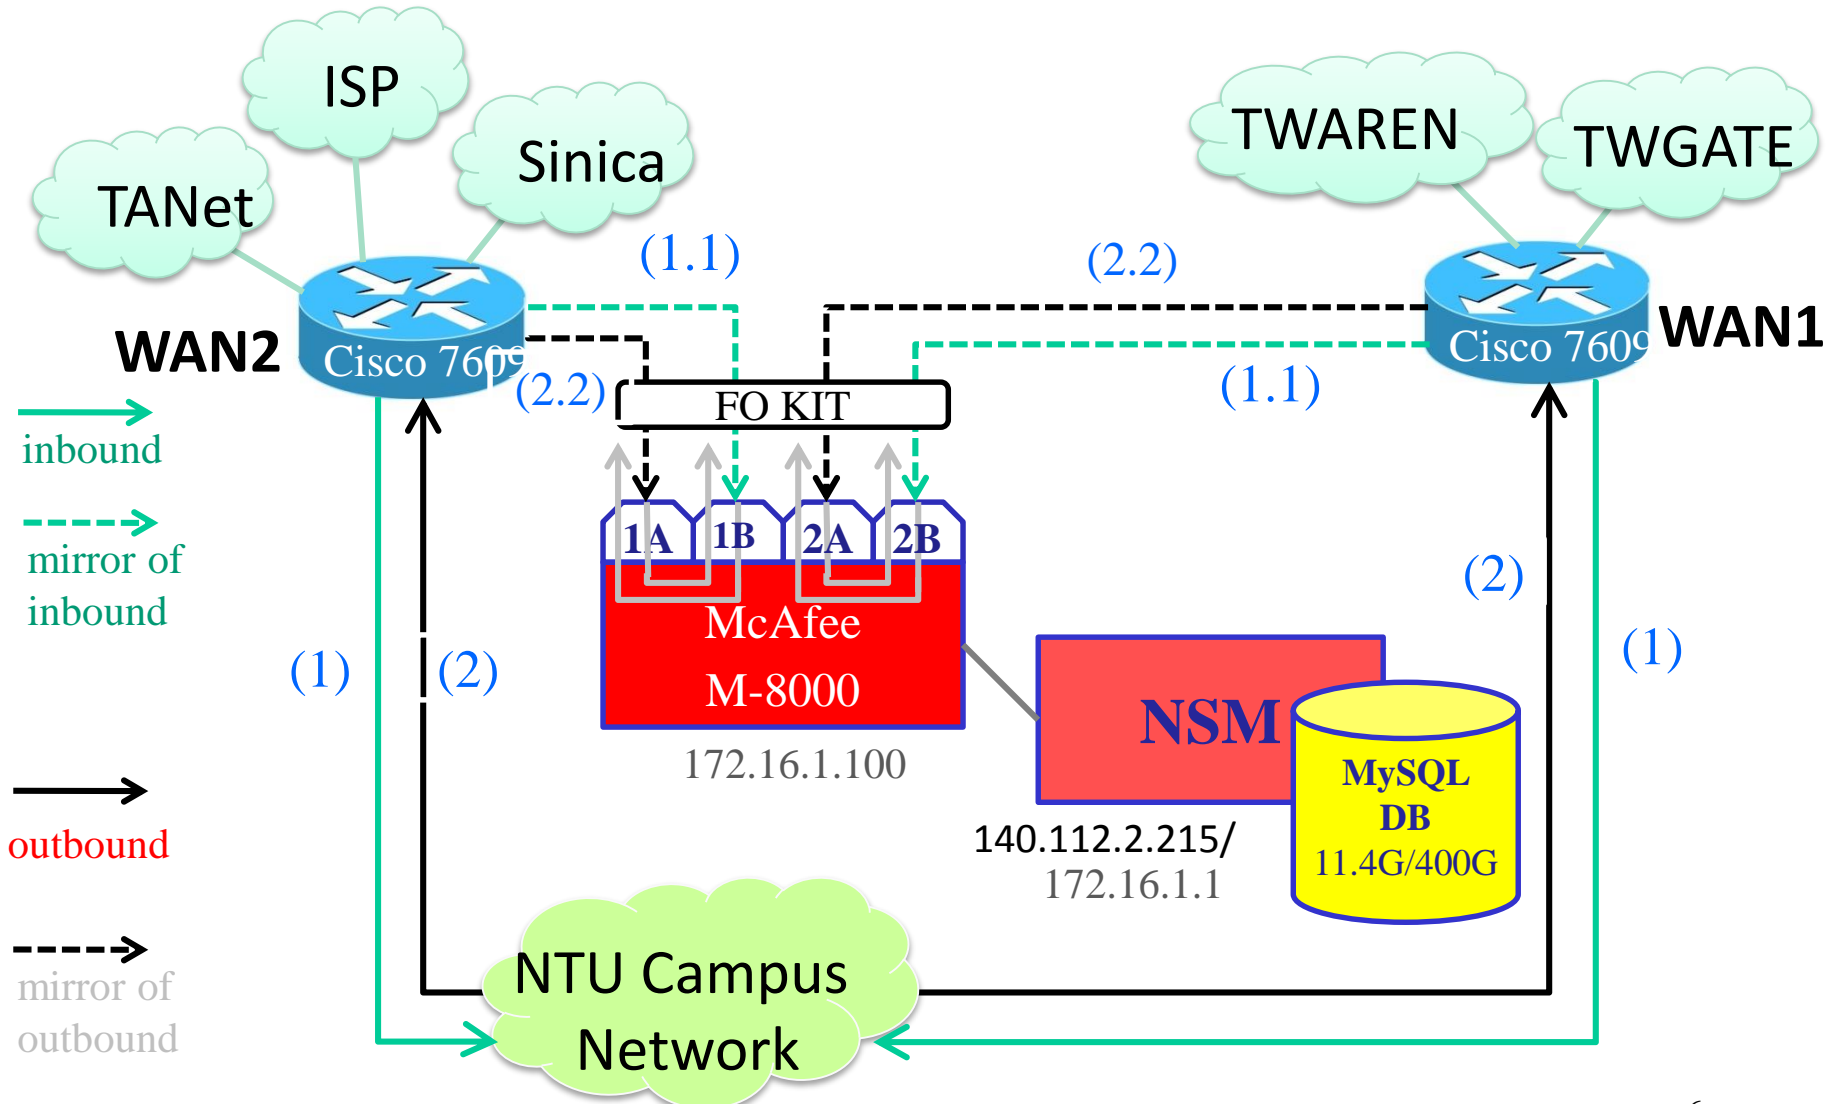 ISP
Sinica
TANet
TWAREN
TWGATE
(1.1)
(2.2)
WAN2
Cisco 7609
WAN1
Cisco 7609
(2.2)
(1.1)
FO KIT
inbound
mirror of
inbound
1A
1B
2A
2B
McAfee
M-8000
172.16.1.100
(1)
(2)
(2)
(1)
NSM
MySQL
DB
11.4G/400G
140.112.2.215/
172.16.1.1
outbound
mirror of
outbound
NTU Campus
Network